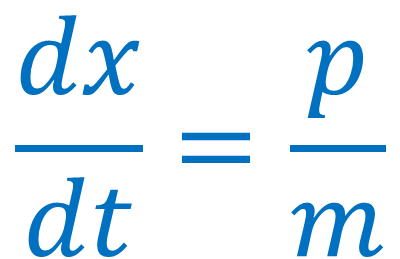 dx/dt = p/m